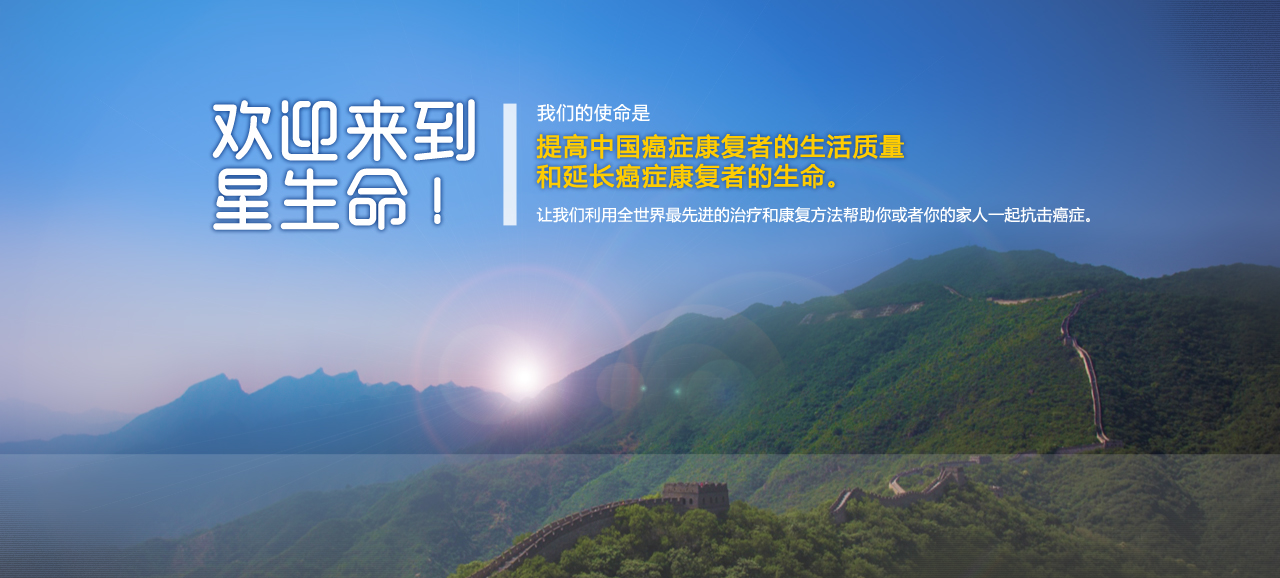 欢迎来到
星生命！
我们的使命是
提高中国癌症康复者的生活质量
和延长癌症康复者的生命。
让我们利用全世界最先进的治疗和康复方法帮助你或者你的家人一起抗击癌症。